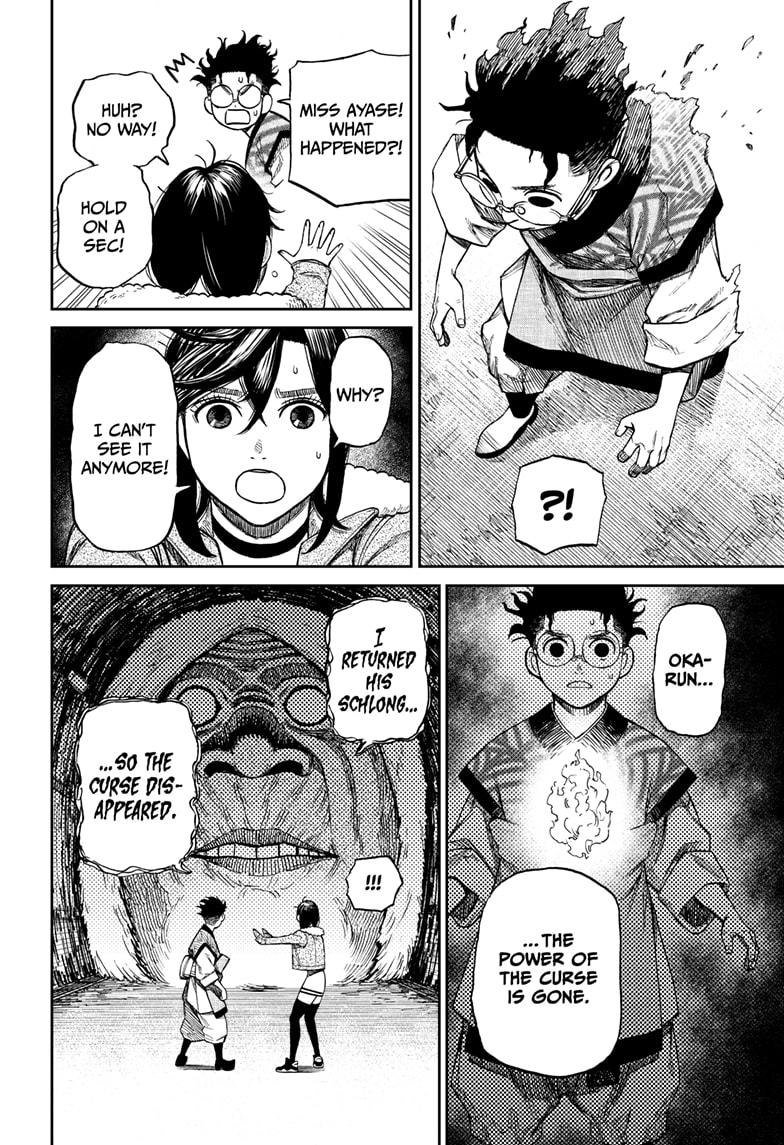 ?!
MISS AYASE!
WHAT
HAPPENED?!
HUH?
NO WAY!
HOLD
ON A
SEC!
WHY?
I CAN'T
SEE IT
ANYMORE!
OKA-
RUN...
...THE
POWER OF
THE CURSE
IS GONE.
I
RETURNED
HIS
SCHLONG...
...SO THE
CURSE DIS-
APPEARED.
!!!